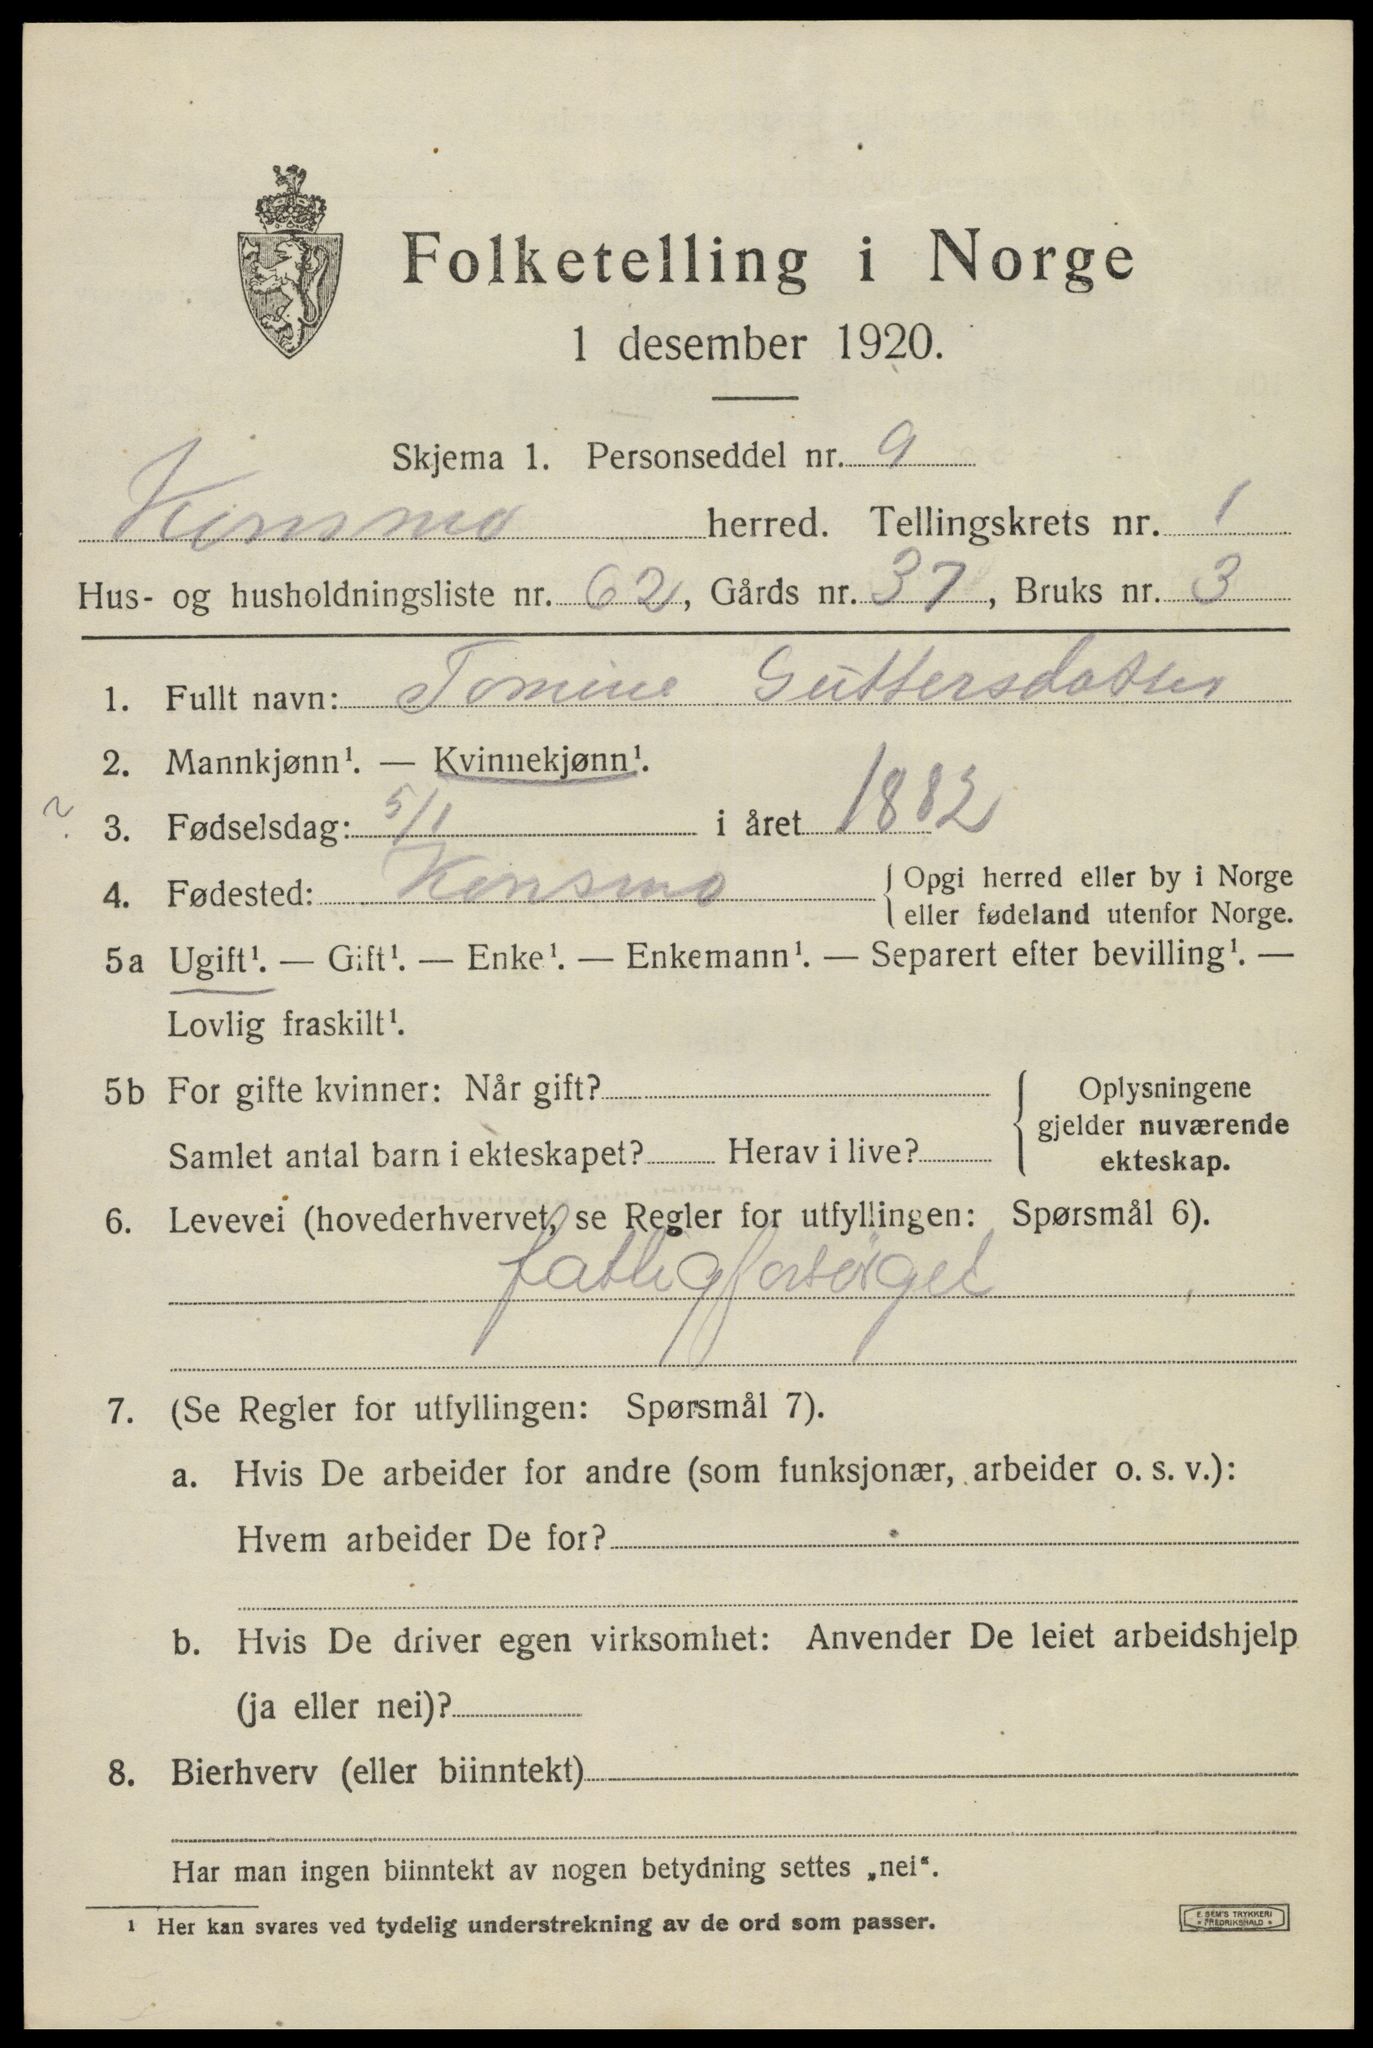 Folketelling i Norge
1 desember 1920.
Skjema 1. Personseddel nr. 9
Konsmo herred. Tellingskrets nr. 1
Hus- og husholdningsliste nr. 62, Gårds nr. 37, Bruks nr. 3
1. Fullt navn: Tomine Guttersdatter
2. Mannkjønn¹. — Kvinnekjønn¹.
3. Fødselsdag: 5/1 i året 1882
4. Fødested: Konsmo { Opgi herred eller by i Norge
eller fødeland utenfor Norge.
5a Ugift¹. — Gift¹. — Enke¹. — Enkemann¹. — Separert efter bevilling¹. —
Lovlig fraskilt¹.
5b For gifte kvinner: Når gift? { Oplysningene
gjelder nuværende
Samlet antal barn i ekteskapet? Herav i live? ekteskap.
6. Levevei (hovederhvervet, se Regler for utfyllingen: Spørsmål 6).
fattigforsørget
7. (Se Regler for utfyllingen: Spørsmål 7).
a. Hvis De arbeider for andre (som funksjonær, arbeider o. s. v.):
Hvem arbeider De for?
b. Hvis De driver egen virksomhet: Anvender De leiet arbeidshjelp
(ja eller nei)?
8. Bierhverv (eller biinntekt)
Har man ingen biinntekt av nogen betydning settes „nei“.
¹ Her kan svares ved tydelig understrekning av de ord som passer.
E. SEM'S TRYKKERI
* FREDRIKSHALD *